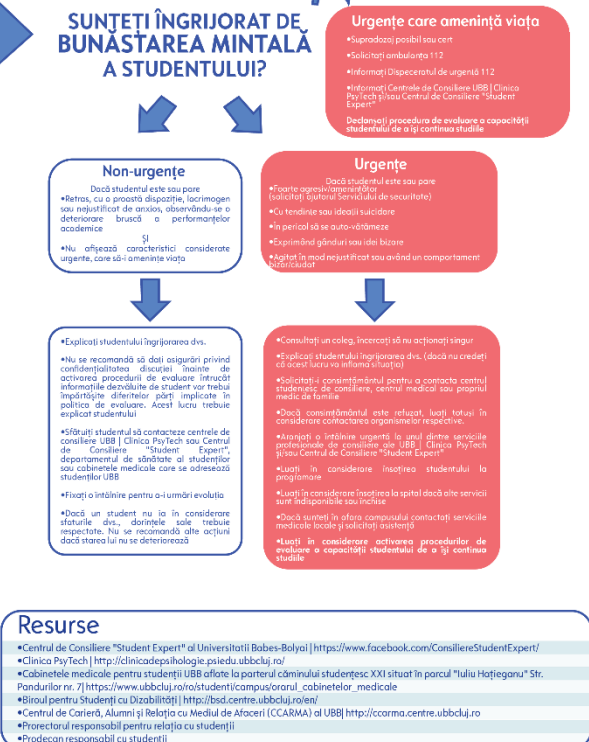 SUNTEȚI ÎNGRIJORAT DE
BUNĂSTAREA MINTALĂ
A STUDENTULUI?
Urgențe care amenință viața
•Supradozaj posibil sau cert
•Solicitați ambulanța 112
•Informați Dispeceratul de urgență 112
•Informați Centrele de Consiliere UBB | Clinica
PsyTech și/sau Centrul de Consiliere "Student
Expert"
Declanșați procedura de evaluare a capacității
studentului de a își continua studiile
Non-urgențe
Dacă studentul este sau pare
•Retras, cu o proastă dispoziție, lacrimogen
sau nejustificat de anxios, observându-se o
deteriorare bruscă a performanțelor
academice
ȘI
•Nu afișează caracteristici considerate
urgente, care să-i amenințe viața
Urgențe
Dacă studentul este sau pare
•Foarte agresiv/amenințător
(solicitați ajutorul Serviciului de securitate)
•Cu tendințe sau ideații suicidare
•În pericol să se auto-vătămeze
•Exprimând gânduri sau idei bizare
•Agitat în mod nejustificat sau având un comportament
bizar/ciudat
•Explicați studentului îngrijorarea dvs.
•Nu se recomandă să dați asigurări privind
confidențialitatea discuției înainte de
activarea procedurii de evaluare întrucât
informațiile dezvăluite de student vor trebui
împărtășite diferitelor părți implicate în
politica de evaluare. Acest lucru trebuie
explicat studentului
•Sfătuiți studentul să contacteze centrele de
consiliere UBB | Clinica PsyTech sau Centrul
de Consiliere "Student Expert",
departamentul de sănătate al studenților
sau cabinetele medicale care se adresează
studenților UBB
•Fixați o întâlnire pentru a-i urmări evoluția
•Dacă un student nu ia în considerare
sfaturile dvs., dorințele sale trebuie
respectate. Nu se recomandă alte acțiuni
dacă starea lui nu se deteriorează
•Consultați un coleg, încercați să nu acționați singur
•Explicați studentului îngrijorarea dvs. (dacă nu credeți
că acest lucru va inflama situația)
•Solicitați-i consimțământul pentru a contacta centrul
studențesc de consiliere, centrul medical sau propriul
medic de familie
•Dacă consimțământul este refuzat, luați totuși în
considerare contactarea organismelor respective.
•Aranjați o întâlnire urgentă la unul dintre serviciile
profesionale de consiliere ale UBB | Clinica PsyTech
și/sau Centrul de Consiliere "Student Expert"
•Luați în considerare însoțirea studentului la
programare
•Luați în considerare însoțirea la spital dacă alte servicii
sunt indisponibile sau închise
•Dacă sunteți în afara campusului contactați serviciile
medicale locale și solicitați asistență
•Luați în considerare activarea procedurilor de
evaluare a capacității studentului de a își continua
studiile
Resurse
•Centrul de Consiliere "Student Expert" al Universitatii Babes-Bolyai | https://www.facebook.com/ConsiliereStudentExpert/
•Clinica PsyTech | http://clinicadepsihologie.psiedu.ubbcluj.ro/
•Cabinetele medicale pentru studenții UBB aflate la parterul căminului studențesc XXI situat în parcul "Iuliu Hațieganu" Str.
Pandurilor nr. 7| https://www.ubbcluj.ro/ro/studenti/campus/orarul_cabinetelor_medicale
•Biroul pentru Studenți cu Dizabilități | http://bsd.centre.ubbcluj.ro/en/
•Centrul de Carieră, Alumni și Relația cu Mediul de Afaceri (CCARMA) al UBB| http://ccarma.centre.ubbcluj.ro
•Prorectorul responsabil pentru relația cu studenții
•Prodecan responsabil cu studenții